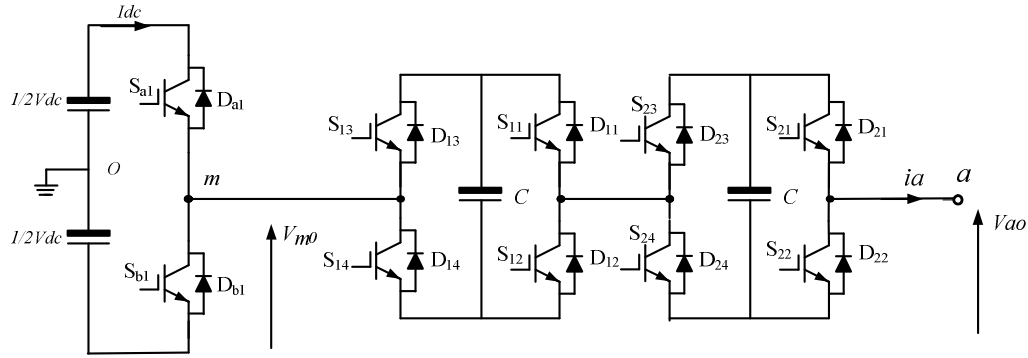 Idc
1/2Vdc
Sa1
Da1
O
m
1/2Vdc
Sb1
Db1
Vmo
S13
D13
S11
D11
S14
D14
S12
D12
C
S23
D23
S21
D21
S24
D24
S22
D22
C
ia
a
Vao